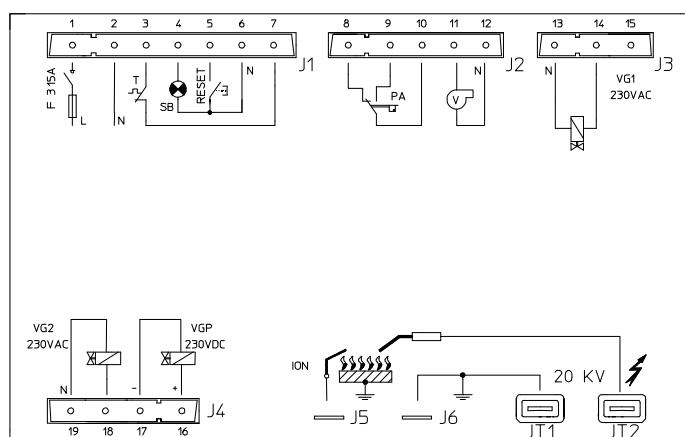 1 2 3 4 5 6 7
J1
8 9 10 11 12
J2
13 14 15
J3
F 3.15A
L
N
T
SB
RESET
N
PA
V
N
N
VG1
230VAC
VG2
230VAC
VGP
230VDC
N
-
+
J4
19 18 17 16
ION
J5
J6
20 KV
JT1
JT2